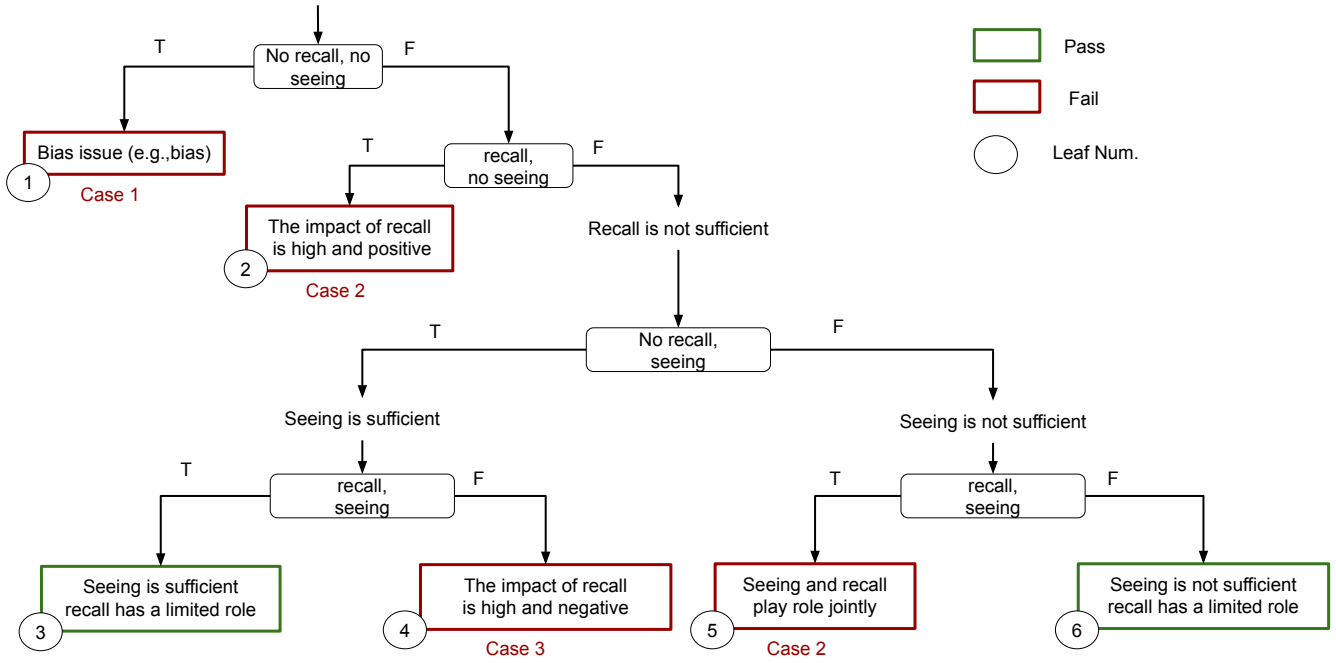 T
F
No recall, no
seeing
Pass
Fail
Leaf Num.
Bias issue (e.g.,bias)
1
Case 1
T
F
recall,
no seeing
The impact of recall
is high and positive
2
Case 2
Recall is not sufficient
T
F
No recall,
seeing
Seeing is sufficient
Seeing is not sufficient
T
F
recall,
seeing
T
F
recall,
seeing
Seeing is sufficient
recall has a limited role
3
The impact of recall
is high and negative
4
Case 3
Seeing and recall
play role jointly
5
Case 2
Seeing is not sufficient
recall has a limited role
6